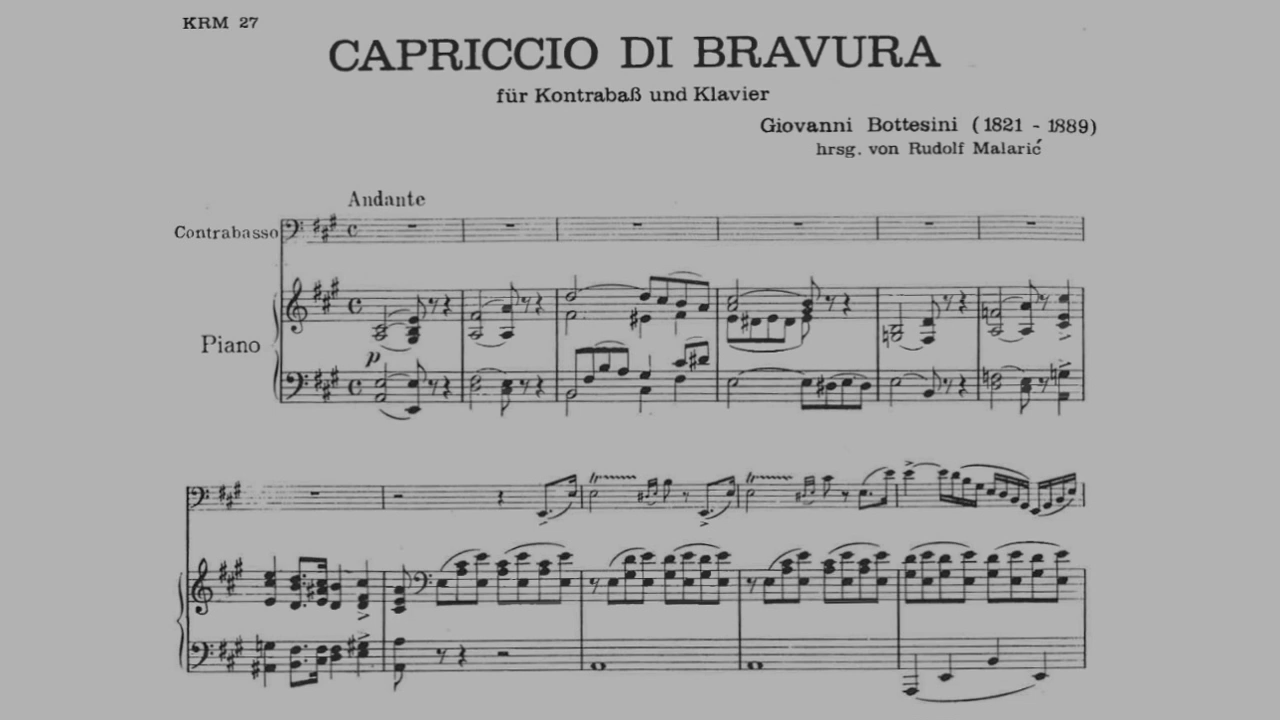 KRM 27
CAPRICCIO DI BRAVURA
für Kontrabaß und Klavier
Giovanni Bottesini (1821 - 1889)
hrsg. von Rudolf Malarić
Andante
Contrabasso
Piano
p